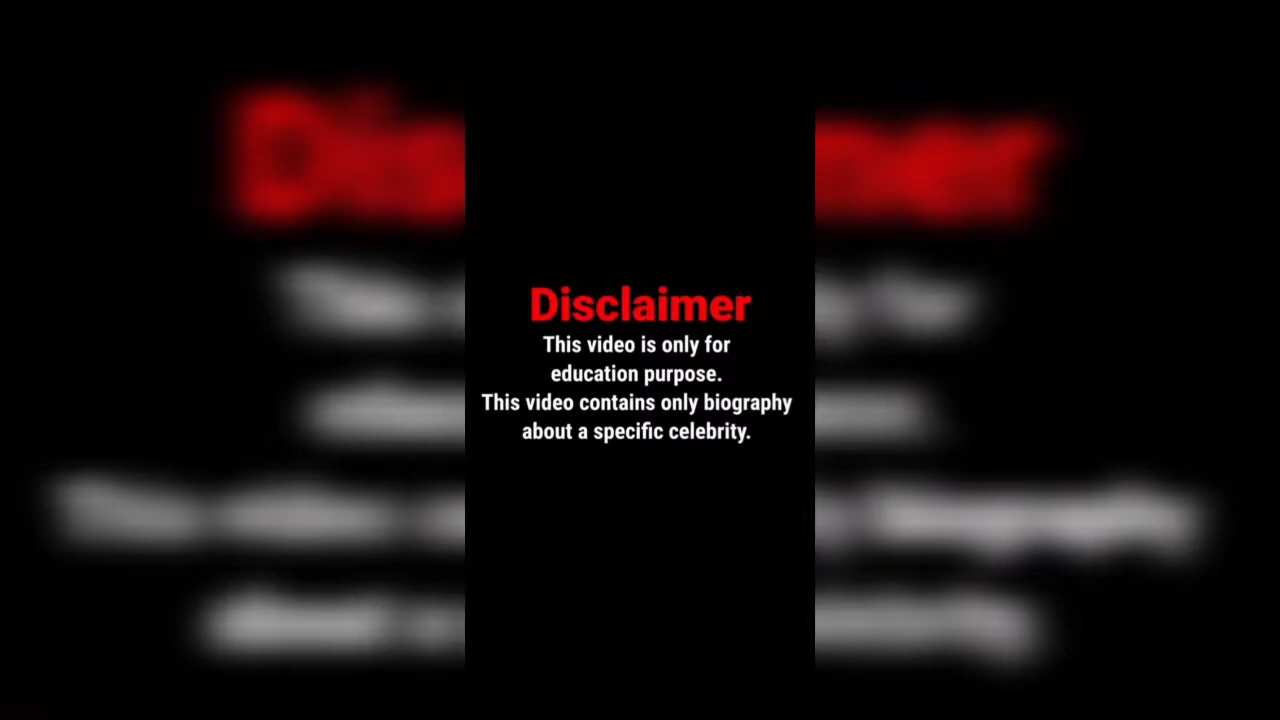 Disclaimer
This video is only for
education purpose.
This video contains only biography
about a specific celebrity.